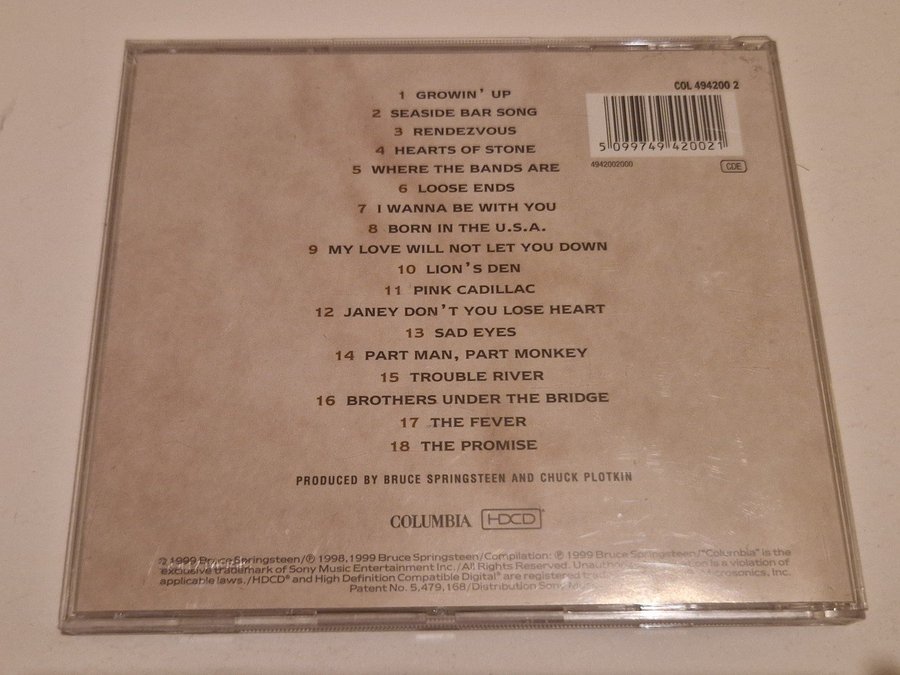 COL 494200 2
5 099749 420021
4942002000
CDE
1 GROWIN' UP
2 SEASIDE BAR SONG
3 RENDEZVOUS
4 HEARTS OF STONE
5 WHERE THE BANDS ARE
6 LOOSE ENDS
7 I WANNA BE WITH YOU
8 BORN IN THE U.S.A.
9 MY LOVE WILL NOT LET YOU DOWN
10 LION'S DEN
11 PINK CADILLAC
12 JANEY DON'T YOU LOSE HEART
13 SAD EYES
14 PART MAN, PART MONKEY
15 TROUBLE RIVER
16 BROTHERS UNDER THE BRIDGE
17 THE FEVER
18 THE PROMISE
PRODUCED BY BRUCE SPRINGSTEEN AND CHUCK PLOTKIN
COLUMBIA HDCD
© 1999 Bruce Springsteen/℗ 1998, 1999 Bruce Springsteen/Compilation: ℗ 1999 Bruce Springsteen/"Columbia" is the
exclusive trademark of Sony Music Entertainment Inc./All Rights Reserved. is a violation of
applicable laws./HDCD® and High Definition Compatible Digital® are registered Inc.
Patent No. 5,479,168/Distribution Sony